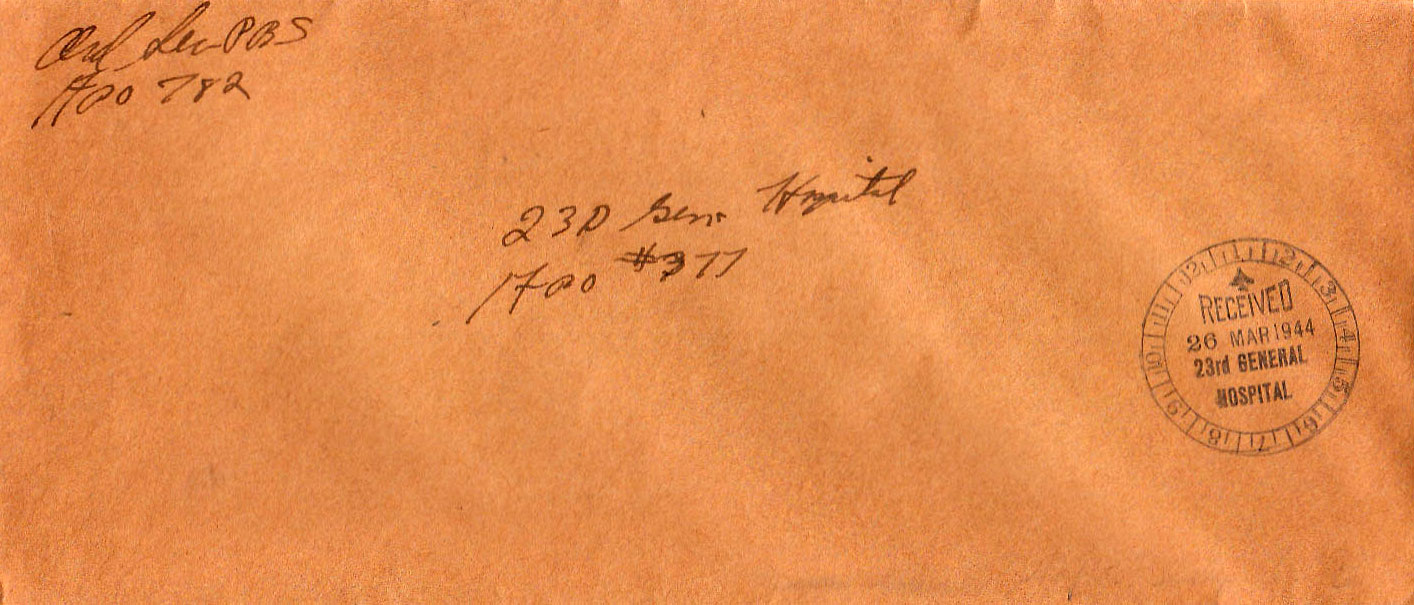 Ord Sec PBS
APO 782
23D Gen. Hospital
APO #377
RECEIVED
26 MAR 1944
23rd GENERAL
HOSPITAL
12 1 2 3 4 5 6 7 8 9 10 11